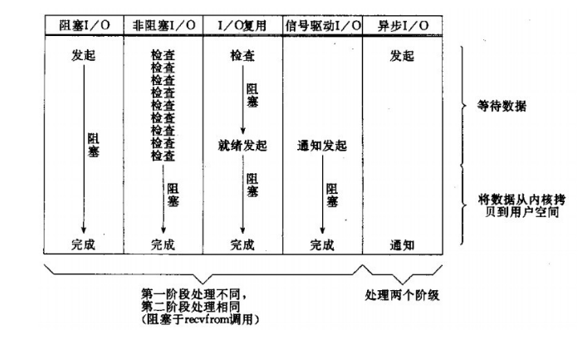 阻塞I/O 非阻塞I/O I/O复用 信号驱动I/O 异步I/O
发起 检查 检查 发起
检查
检查
检查
检查
检查
检查
检查
检查
阻塞
等待数据
阻塞
就绪发起 通知发起
阻塞 阻塞 阻塞
将数据从内核拷
贝到用户空间
完成 完成 完成 完成 通知
第一阶段处理不同，
第二阶段处理相同
（阻塞于recvfrom调用）
处理两个阶级